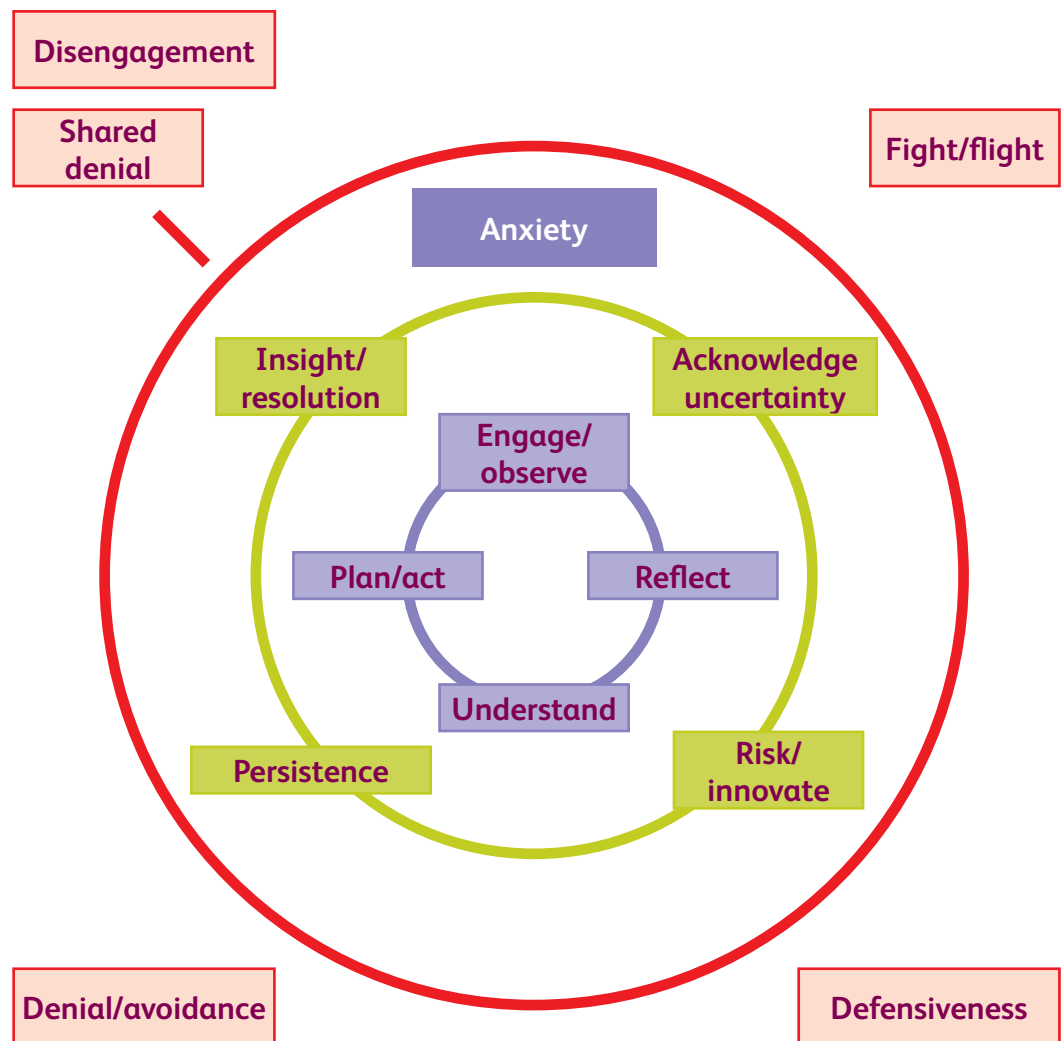 Disengagement
Shared
denial
Fight/flight
Anxiety
Insight/
resolution
Acknowledge
uncertainty
Engage/
observe
Plan/act
Reflect
Understand
Persistence
Risk/
innovate
Denial/avoidance
Defensiveness